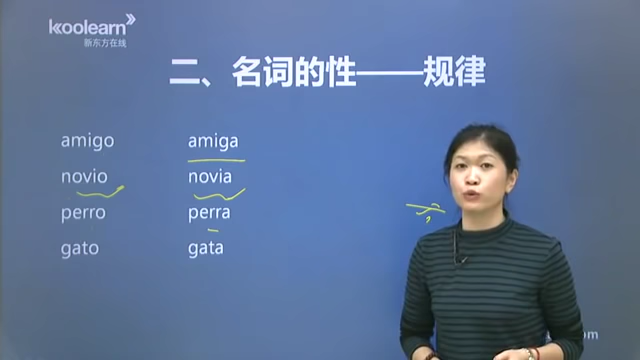 koolearn
新东方在线
二、名词的性——规律
amigo amiga
novio novia
perro perra
gato gata
om